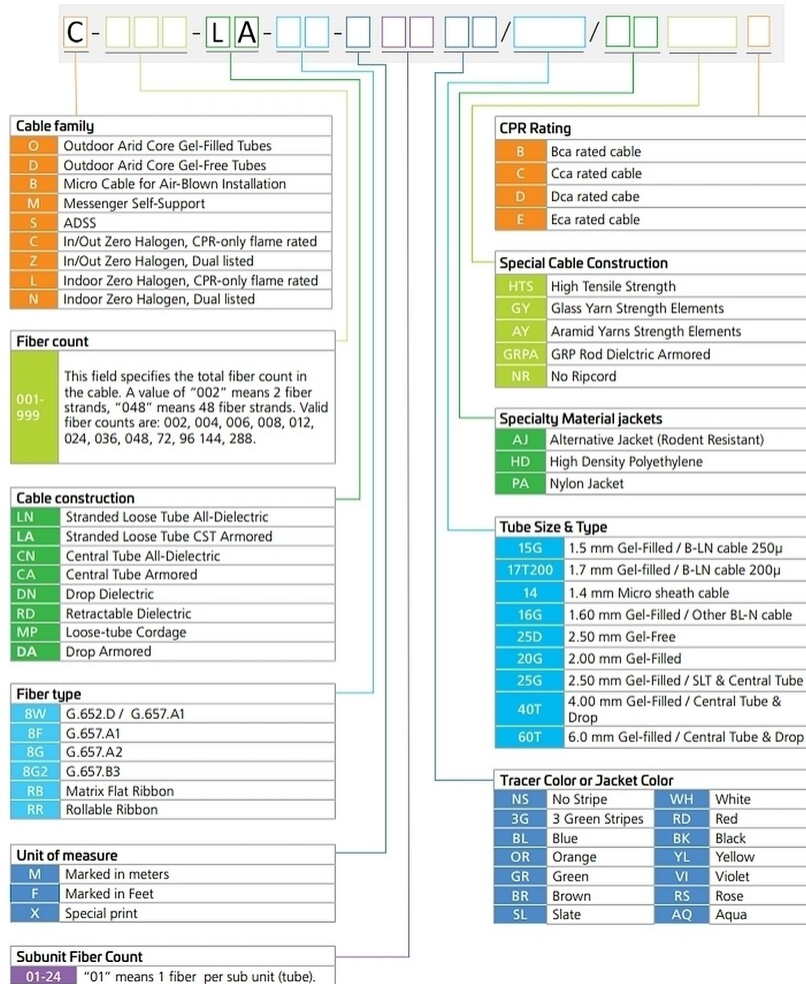 C - - L A - - / /
Cable family
O Outdoor Arid Core Gel-Filled Tubes
D Outdoor Arid Core Gel-Free Tubes
B Micro Cable for Air-Blown Installation
M Messenger Self-Support
S ADSS
C In/Out Zero Halogen, CPR-only flame rated
Z In/Out Zero Halogen, Dual listed
L Indoor Zero Halogen, CPR-only flame rated
N Indoor Zero Halogen, Dual listed
Fiber count
001-
999
This field specifies the total fiber count in
the cable. A value of “002” means 2 fiber
strands, “048” means 48 fiber strands. Valid
fiber counts are: 002, 004, 006, 008, 012,
024, 036, 048, 72, 96 144, 288.
Cable construction
LN Stranded Loose Tube All-Dielectric
LA Stranded Loose Tube CST Armored
CN Central Tube All-Dielectric
CA Central Tube Armored
DN Drop Dielectric
RD Retractable Dielectric
MP Loose-tube Cordage
DA Drop Armored
Fiber type
8W G.652.D / G.657.A1
8F G.657.A1
8G G.657.A2
8G2 G.657.B3
RB Matrix Flat Ribbon
RR Rollable Ribbon
Unit of measure
M Marked in meters
F Marked in Feet
X Special print
Subunit Fiber Count
01-24 “01” means 1 fiber per sub unit (tube).
CPR Rating
B Bca rated cable
C Cca rated cable
D Dca rated cabe
E Eca rated cable
Special Cable Construction
HTS High Tensile Strength
GY Glass Yarn Strength Elements
AY Aramid Yarns Strength Elements
GRPA GRP Rod Dielctric Armored
NR No Ripcord
Specialty Material jackets
AJ Alternative Jacket (Rodent Resistant)
HD High Density Polyethylene
PA Nylon Jacket
Tube Size & Type
15G 1.5 mm Gel-Filled / B-LN cable 250µ
17T200 1.7 mm Gel-filled / B-LN cable 200µ
14 1.4 mm Micro sheath cable
16G 1.60 mm Gel-Filled / Other BL-N cable
25D 2.50 mm Gel-Free
20G 2.00 mm Gel-Filled
25G 2.50 mm Gel-Filled / SLT & Central Tube
40T 4.00 mm Gel-Filled / Central Tube &
Drop
60T 6.0 mm Gel-filled / Central Tube & Drop
Tracer Color or Jacket Color
NS No Stripe WH White
3G 3 Green Stripes RD Red
BL Blue BK Black
OR Orange YL Yellow
GR Green VI Violet
BR Brown RS Rose
SL Slate AQ Aqua